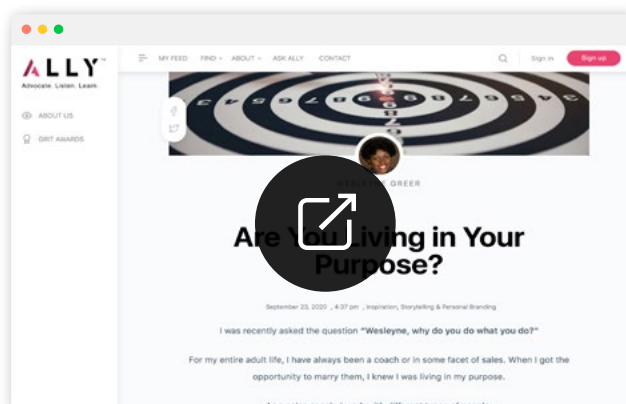 ALLY™
Advocate. Listen. Learn.
MY FEED FIND ABOUT ASK ALLY CONTACT Sign in Sign up
ABOUT US
GRIT AWARDS
GREER
Are You Living in Your
Purpose?
September 23, 2020 , 4:37 pm , Inspiration, Storytelling & Personal Branding
I was recently asked the question "Wesleyne, why do you do what you do?"
For my entire adult life, I have always been a coach or in some facet of sales. When I got the
opportunity to marry them, I knew I was living in my purpose.